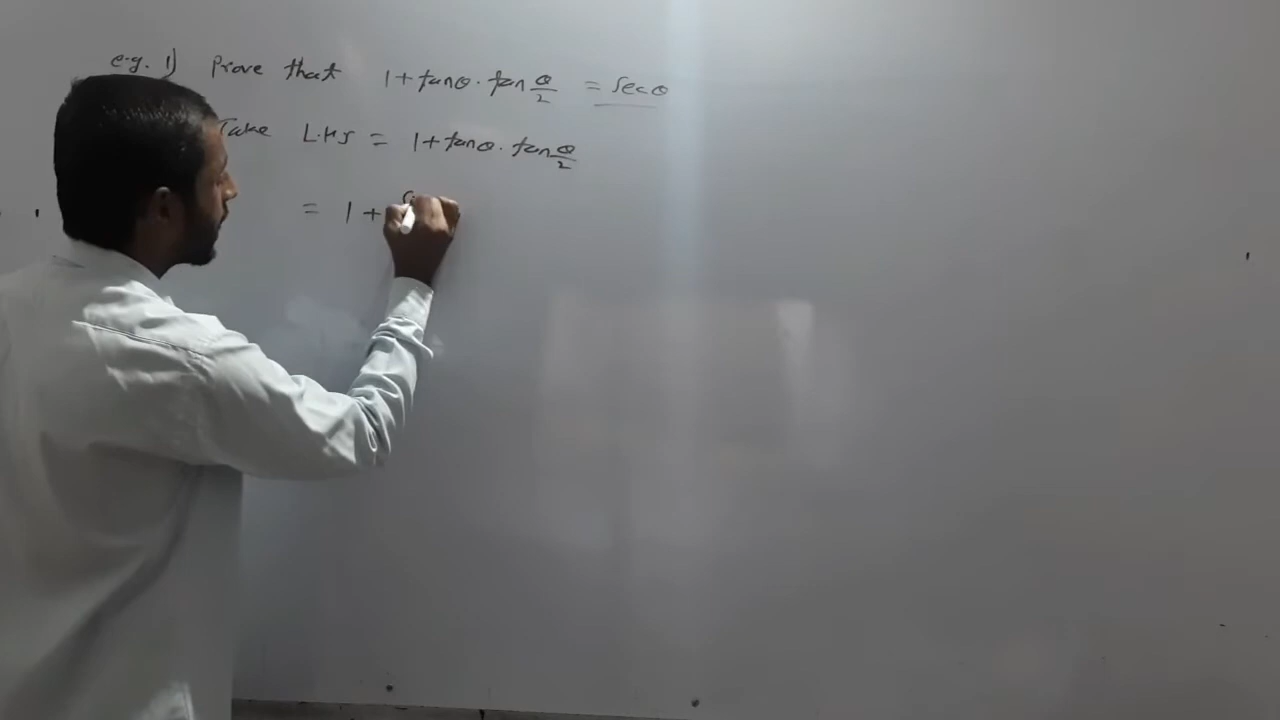 e.g. 1) Prove that 1 + tanθ · tan θ/2 = secθ
Take L.H.S = 1 + tanθ · tan θ/2
= 1 +